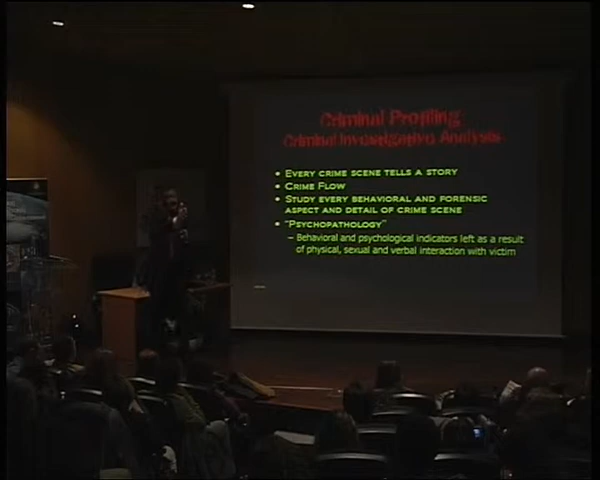 Criminal Profiling
Criminal Investigative Analysis
• EVERY CRIME SCENE TELLS A STORY
• CRIME FLOW
• STUDY EVERY BEHAVIORAL AND FORENSIC
ASPECT AND DETAIL OF CRIME SCENE
• "PSYCHOPATHOLOGY"
– Behavioral and psychological indicators left as a result
of physical, sexual and verbal interaction with victim